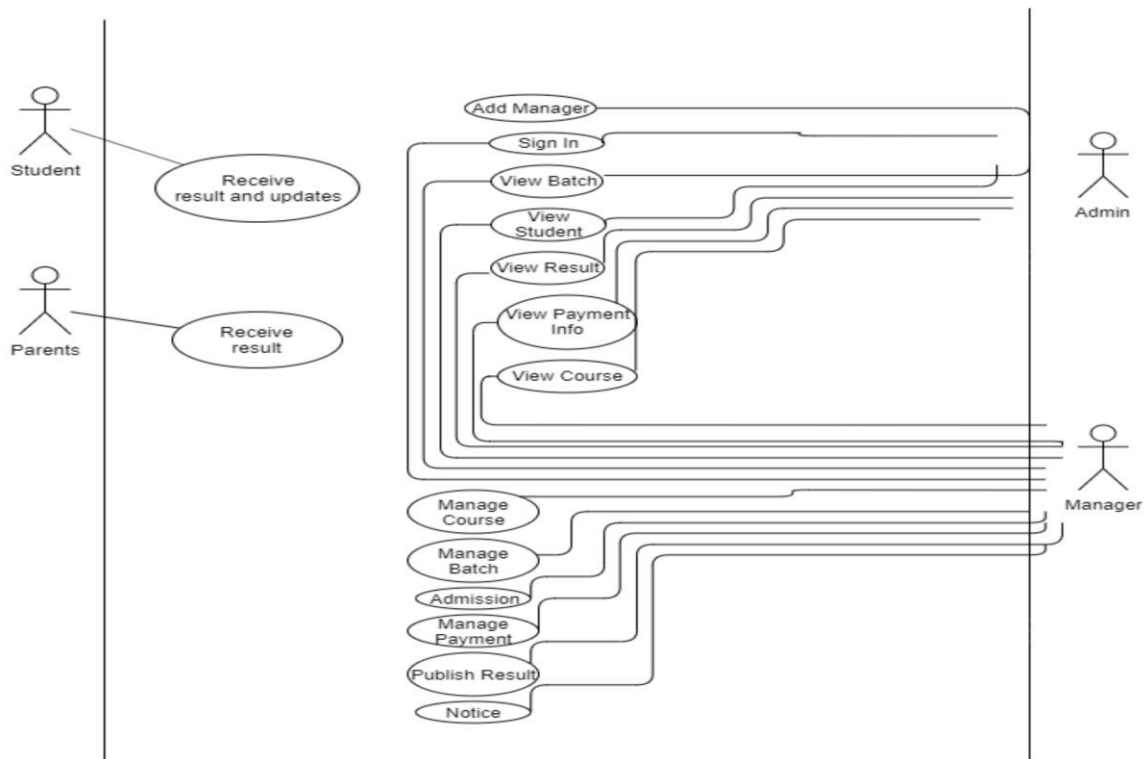 Student
Receive
result and updates
Parents
Receive
result
Add Manager
Sign In
View Batch
View
Student
View Result
View Payment
Info
View Course
Manage
Course
Manage
Batch
Admission
Manage
Payment
Publish Result
Notice
Admin
Manager